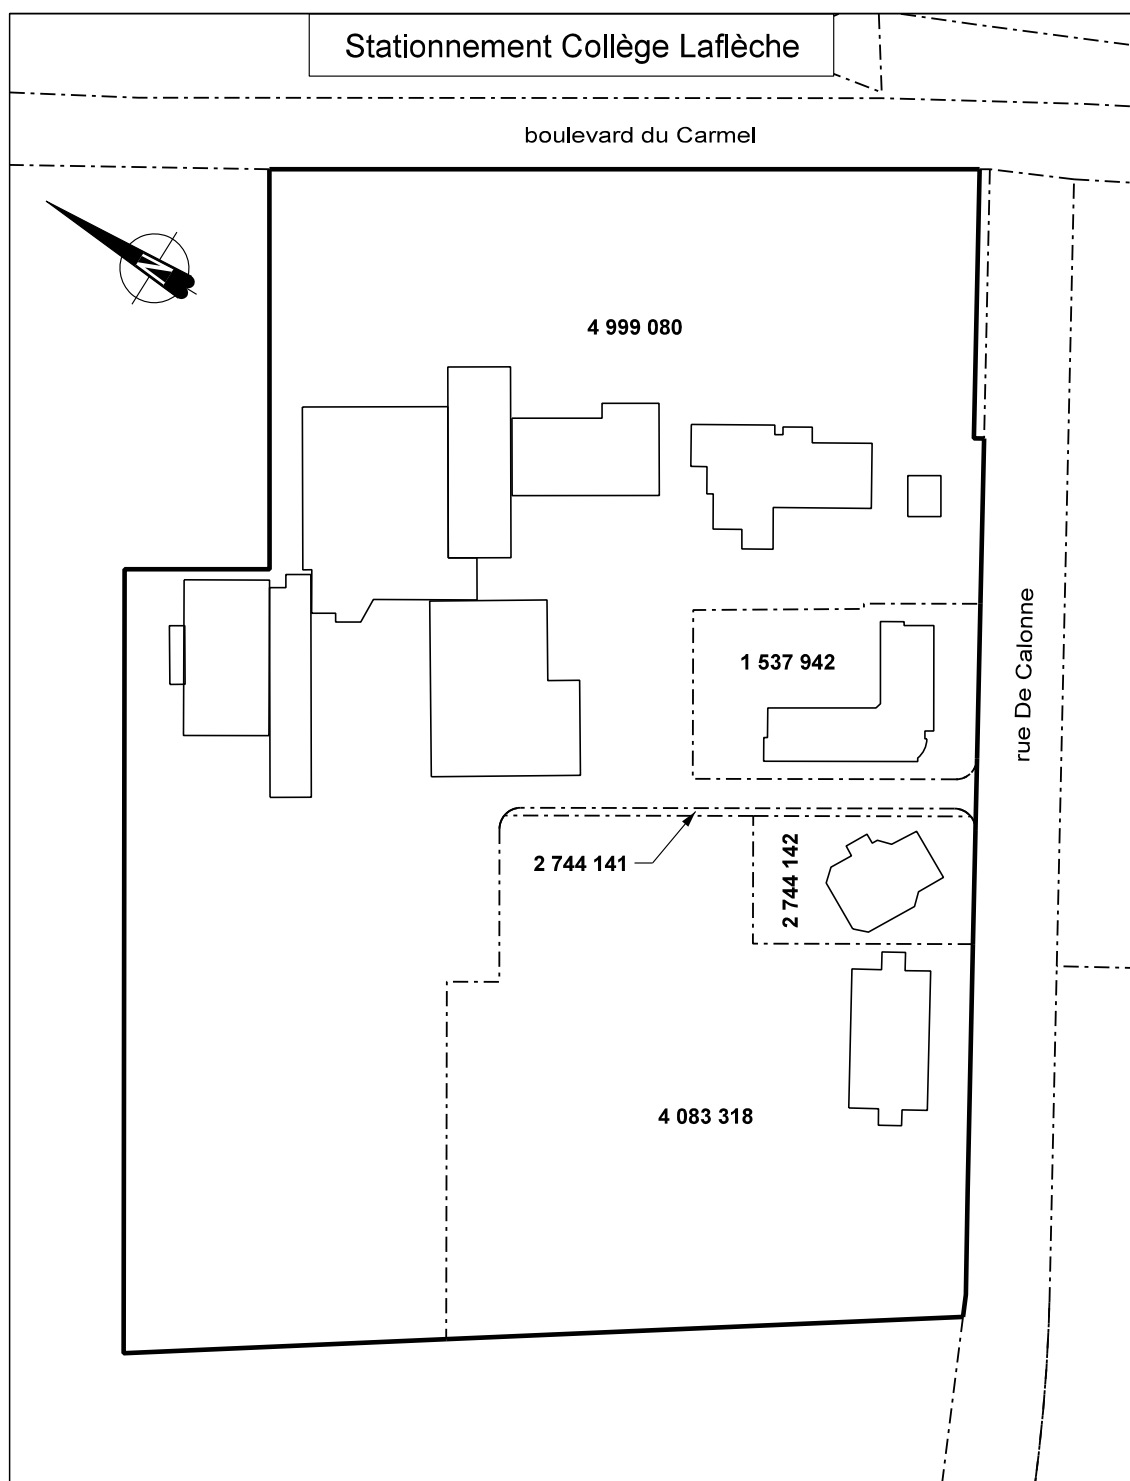 Stationnement Collège Laflèche
boulevard du Carmel
N
4 999 080
rue De Calonne
1 537 942
2 744 141
2 744 142
4 083 318